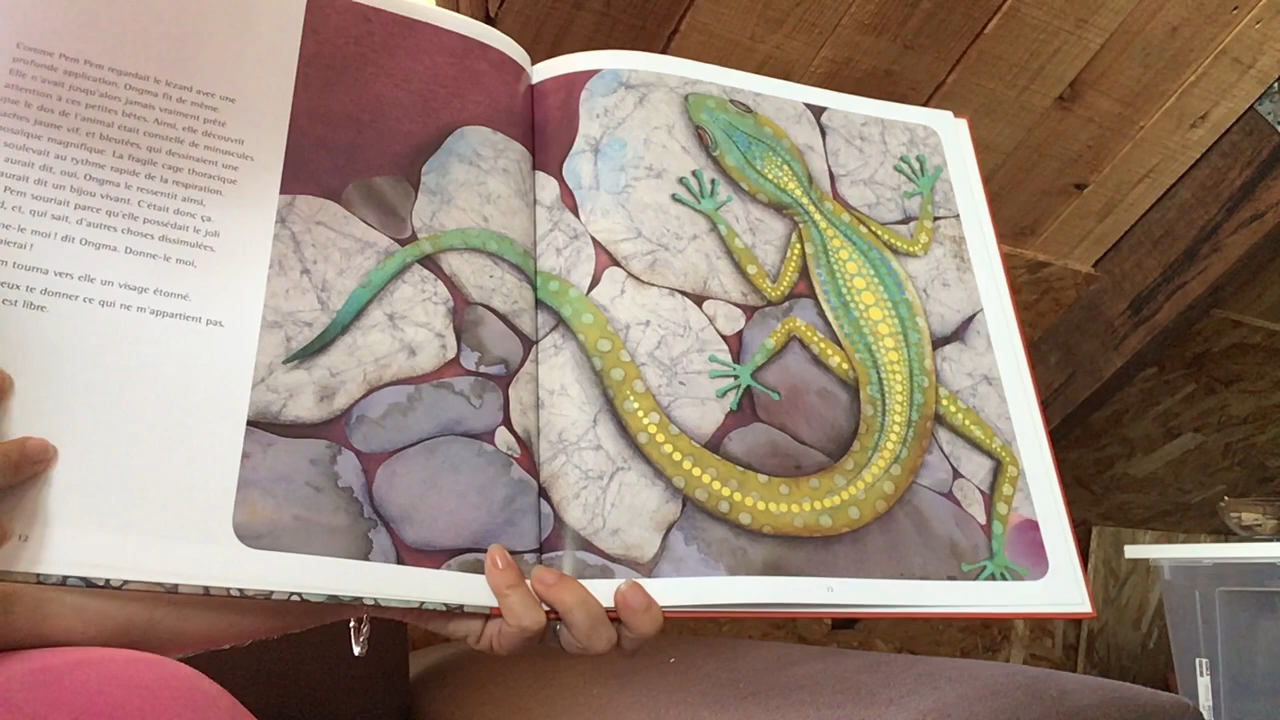 Comme Pem Pem regardait le lézard avec une
profonde application, Ongma fit de même.
Elle n'avait jusqu'alors jamais vraiment prêté
attention à ces petites bêtes. Ainsi, elle découvrit
que le dos de l'animal était constellé de minuscules
aches jaune vif, et bleutées, qui dessinaient une
osaïque magnifique. La fragile cage thoracique
soulevait au rythme rapide de la respiration.
aurait dit, oui, Ongma le ressentit ainsi,
aurait dit un bijou vivant. C'était donc ça.
Pem souriait parce qu'elle possédait le joli
d, et, qui sait, d'autres choses dissimulées.
ne-le moi ! dit Ongma. Donne-le moi,
aierai !
m tourna vers elle un visage étonné.
eux te donner ce qui ne m'appartient pas.
est libre.
12
13